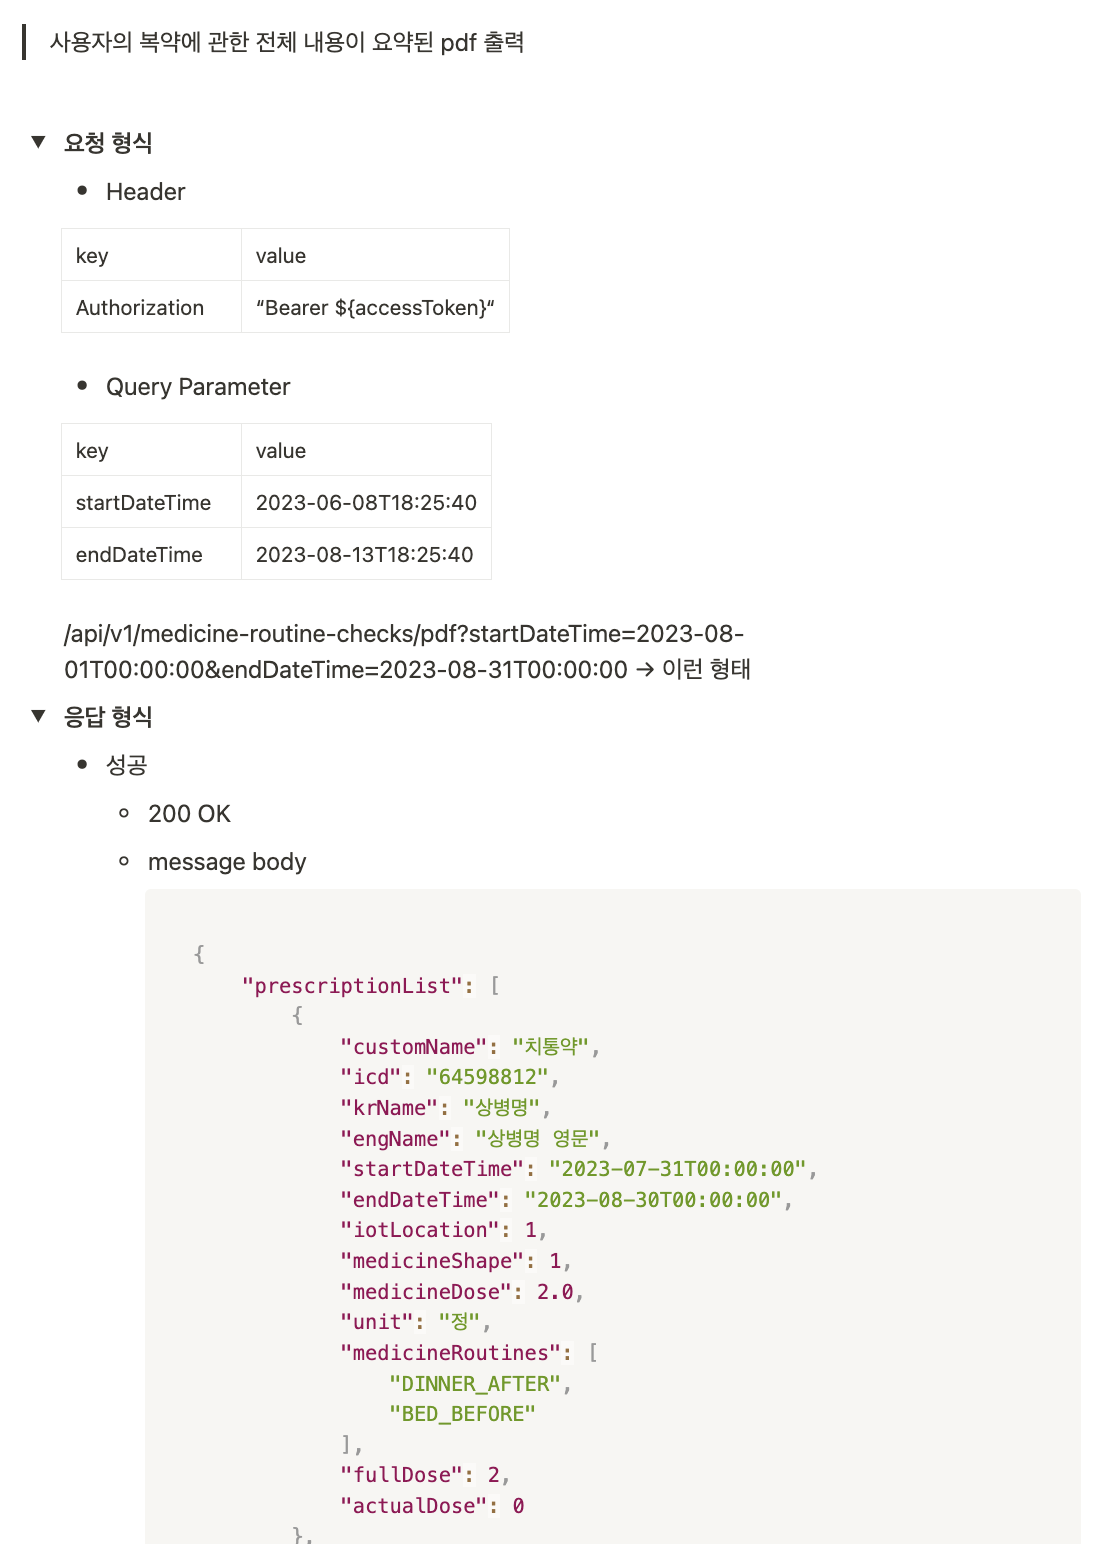 사용자의 복약에 관한 전체 내용이 요약된 pdf 출력
요청 형식
Header
key value
Authorization “Bearer ${accessToken}“
Query Parameter
key value
startDateTime 2023-06-08T18:25:40
endDateTime 2023-08-13T18:25:40
/api/v1/medicine-routine-checks/pdf?startDateTime=2023-08-
01T00:00:00&endDateTime=2023-08-31T00:00:00 → 이런 형태
응답 형식
성공
200 OK
message body
{
"prescriptionList": [
{
"customName": "치통약",
"icd": "64598812",
"krName": "상병명",
"engName": "상병명 영문",
"startDateTime": "2023-07-31T00:00:00",
"endDateTime": "2023-08-30T00:00:00",
"iotLocation": 1,
"medicineShape": 1,
"medicineDose": 2.0,
"unit": "정",
"medicineRoutines": [
"DINNER_AFTER",
"BED_BEFORE"
],
"fullDose": 2,
"actualDose": 0
},